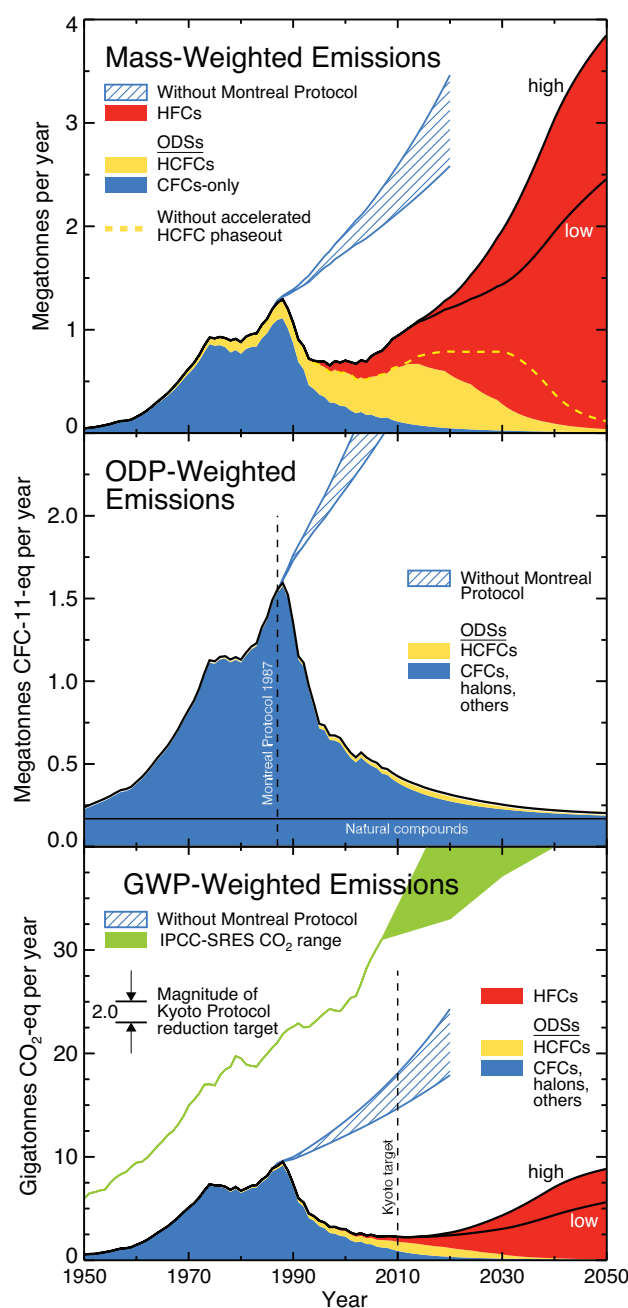 Mass-Weighted Emissions
Without Montreal Protocol
HFCs
ODSs
HCFCs
CFCs-only
Without accelerated
HCFC phaseout
high
low
Megatonnes per year
4
3
2
1
0
ODP-Weighted
Emissions
Without Montreal
Protocol
ODSs
HCFCs
CFCs,
halons,
others
Montreal Protocol 1987
Natural compounds
Megatonnes CFC-11-eq per year
2.0
1.5
1.0
0.5
0.0
GWP-Weighted Emissions
Without Montreal Protocol
IPCC-SRES CO₂ range
2.0
Magnitude of
Kyoto Protocol
reduction target
HFCs
ODSs
HCFCs
CFCs,
halons,
others
Kyoto target
high
low
Gigatonnes CO₂-eq per year
30
20
10
0
1950
1970
1990
2010
2030
2050
Year